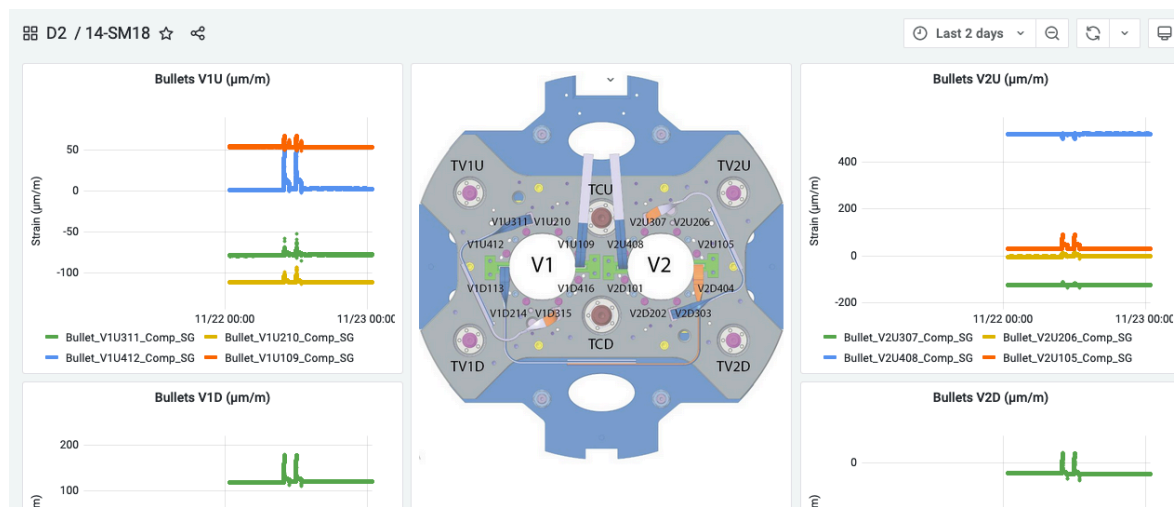 D2 / 14-SM18
Last 2 days
Bullets V1U (μm/m)
Strain (μm/m)
50
0
-50
-100
11/22 00:00 11/23 00:00
Bullet_V1U311_Comp_SG Bullet_V1U210_Comp_SG
Bullet_V1U412_Comp_SG Bullet_V1U109_Comp_SG
TV1U TV2U
TCU
V1U311 V1U210 V2U307 V2U206
V1U412 V1U109 V2U408 V2U105
V1 V2
V1D113 V1D416 V2D101 V2D404
V1D214 V1D315 V2D202 V2D303
TCD
TV1D TV2D
Bullets V2U (μm/m)
Strain (μm/m)
400
200
0
-200
11/22 00:00 11/23 00:0
Bullet_V2U307_Comp_SG Bullet_V2U206_Comp_SG
Bullet_V2U408_Comp_SG Bullet_V2U105_Comp_SG
Bullets V1D (μm/m)
200
100
m)
Bullets V2D (μm/m)
0
m)